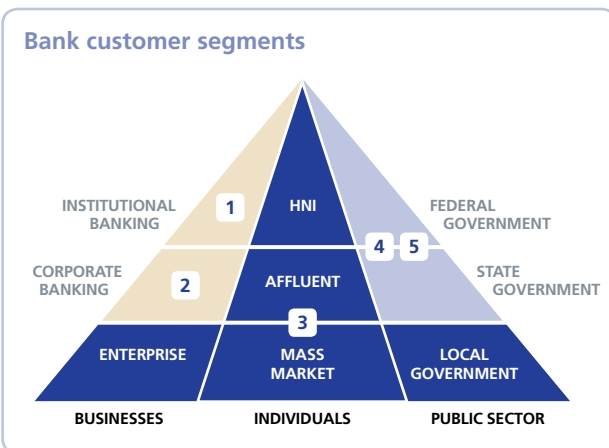 Bank customer segments
INSTITUTIONAL
BANKING
1
HNI
FEDERAL
GOVERNMENT
4
5
CORPORATE
BANKING
2
AFFLUENT
STATE
GOVERNMENT
3
ENTERPRISE
MASS
MARKET
LOCAL
GOVERNMENT
BUSINESSES
INDIVIDUALS
PUBLIC SECTOR